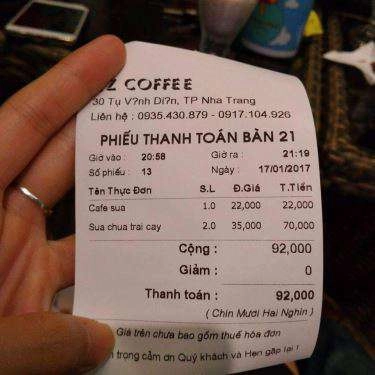 Z COFFEE
30 Tụ V?nh Di?n, TP Nha Trang
Liên hệ : 0935.430.879 - 0917.104.926
PHIẾU THANH TOÁN BÀN 21
Giờ vào : 20:58 Giờ ra : 21:19
Số phiếu : 13 Ngày : 17/01/2017
Tên Thực Đơn S.L Đ.Giá T.Tiền
Cafe sua 1.0 22,000 22,000
Sua chua trai cay 2.0 35,000 70,000
Cộng : 92,000
Giảm : 0
Thanh toán : 92,000
( Chín Mươi Hai Nghìn )
Giá trên chưa bao gồm thuế hóa đơn
trọng cảm ơn Quý khách và Hẹn gặp lại !